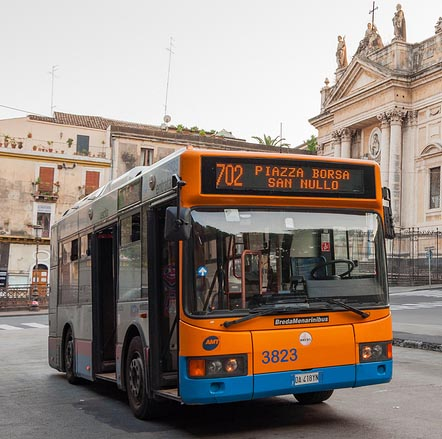 702 PIAZZA BORSA
SAN NULLO
BredaMenarinibus
AMT
3823